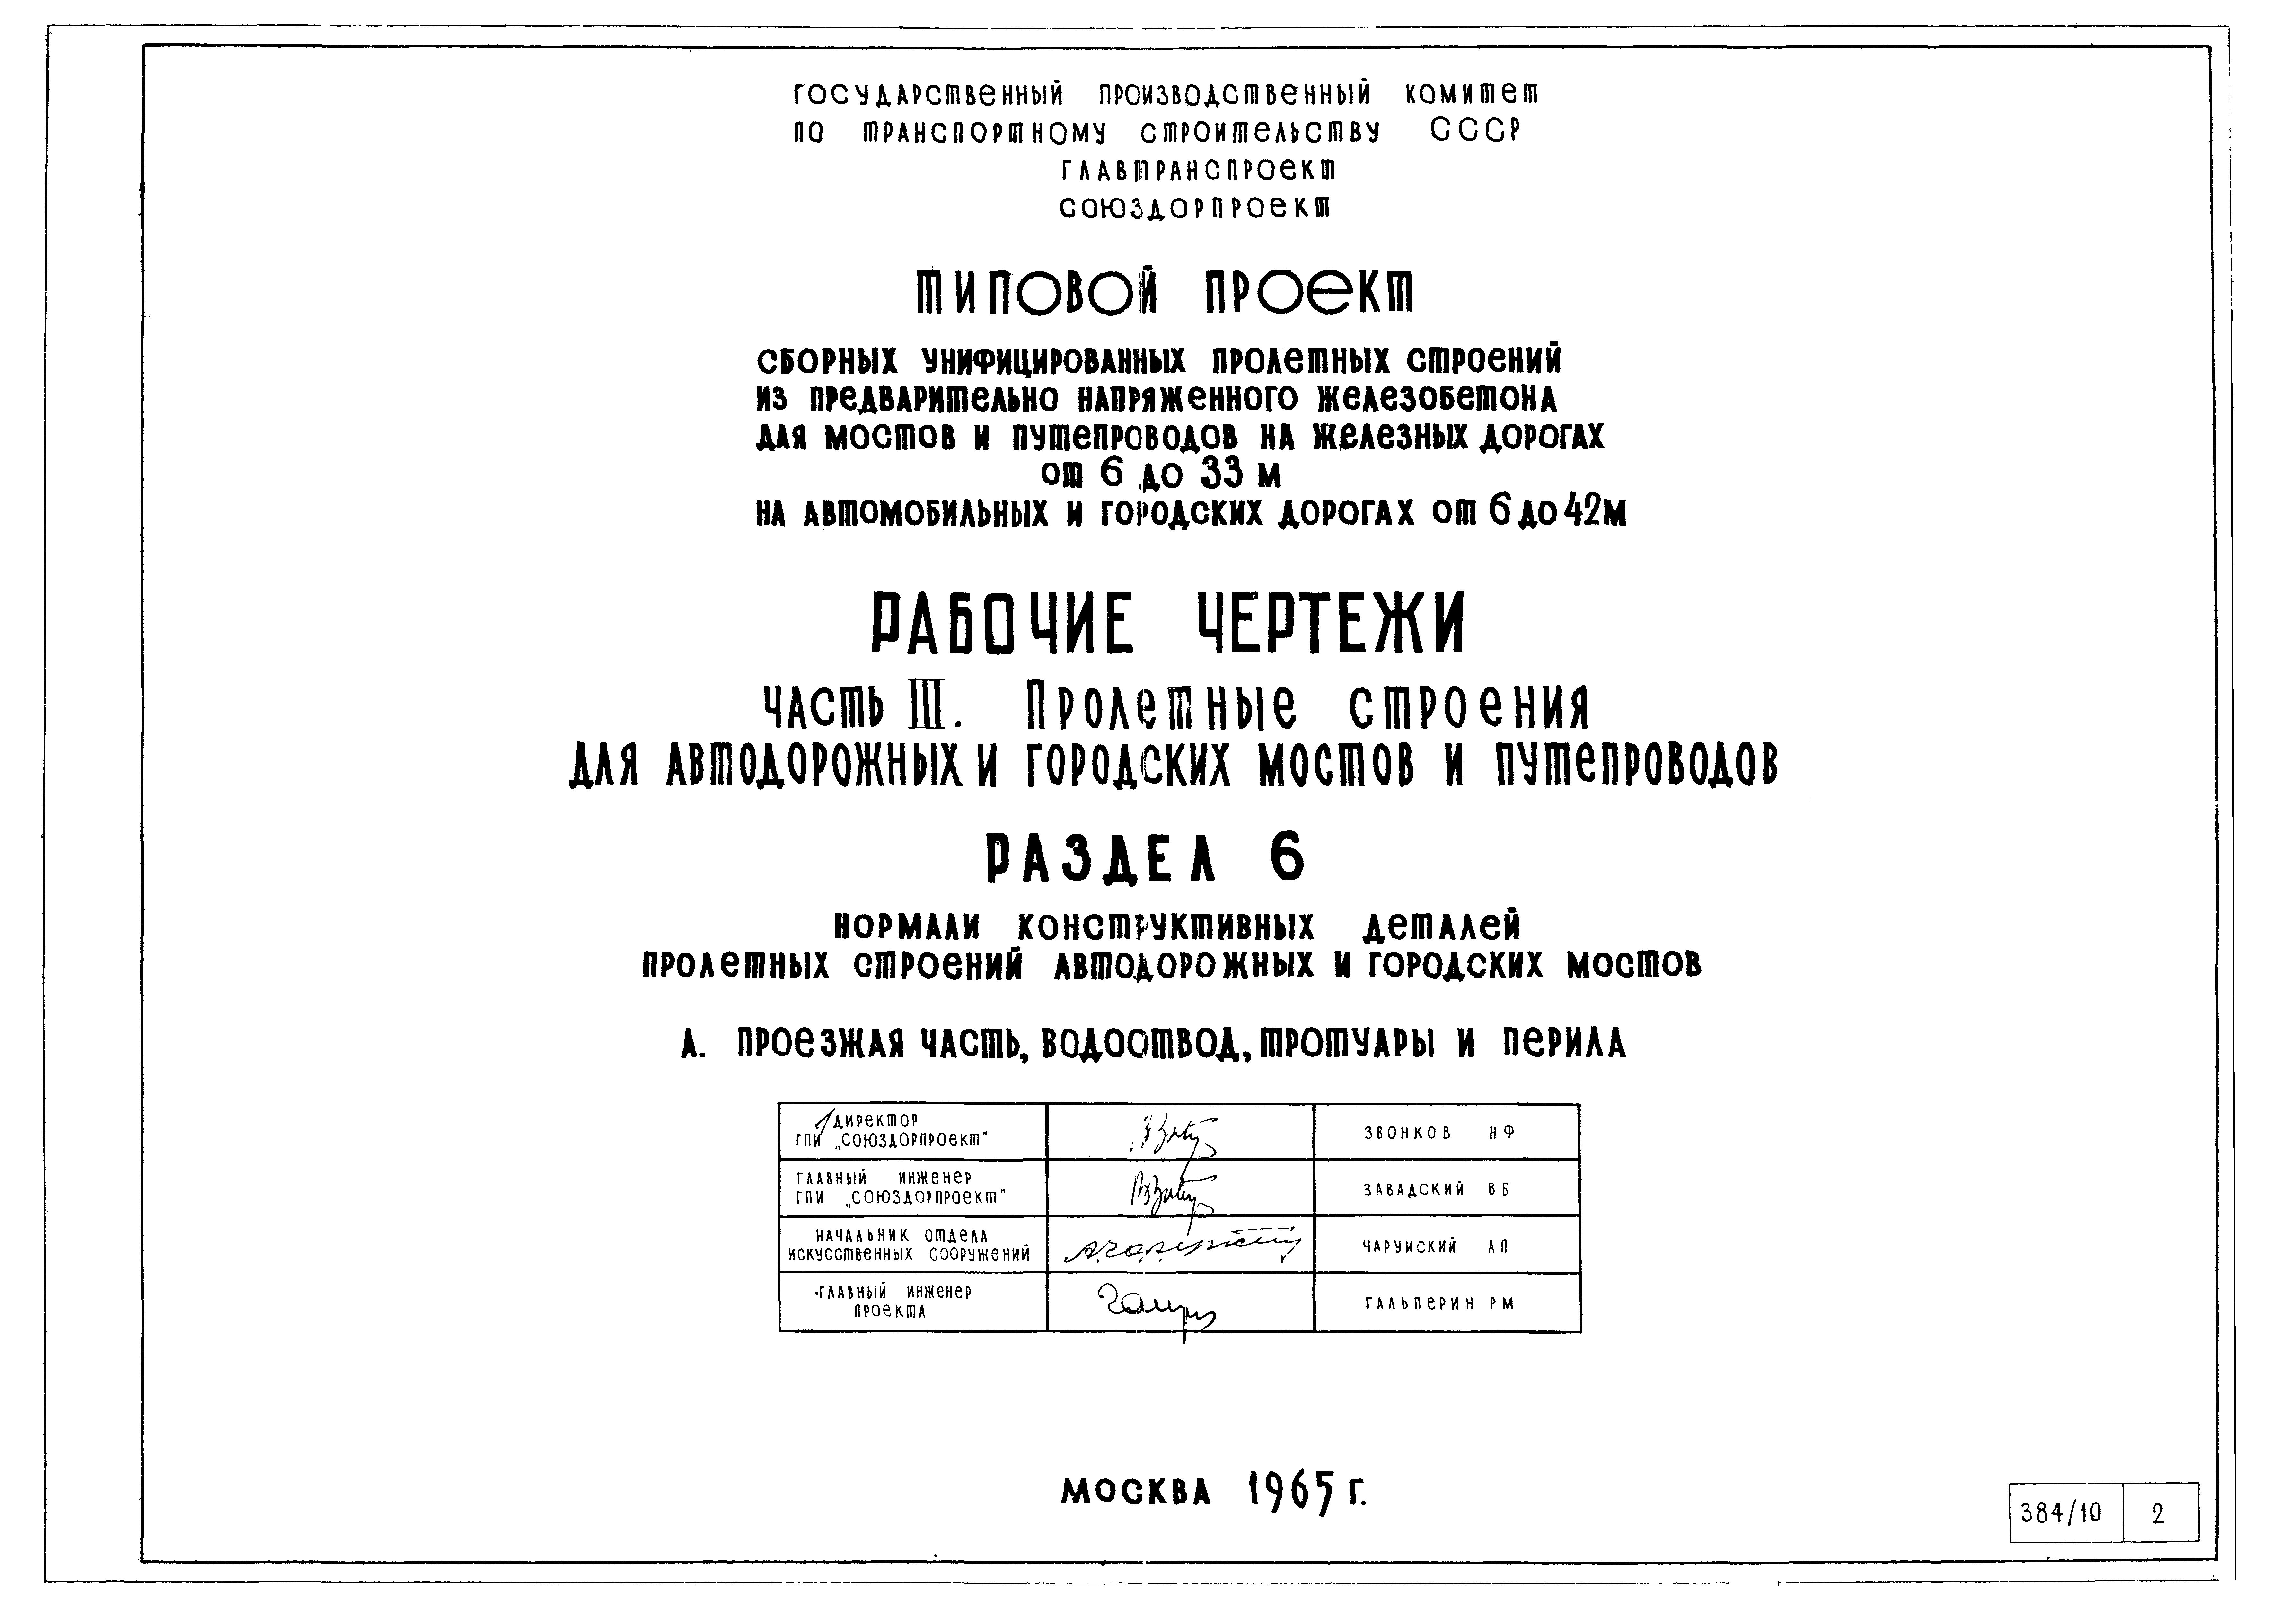 ГОСУДАРСТВЕННЫЙ ПРОИЗВОДСТВЕННЫЙ КОМИТЕТ
ПО ТРАНСПОРТНОМУ СТРОИТЕЛЬСТВУ СССР
ГЛАВТРАНСПРОЕКТ
СОЮЗДОРПРОЕКТ
ТИПОВОЙ ПРОЕКТ
СБОРНЫХ УНИФИЦИРОВАННЫХ ПРОЛЕТНЫХ СТРОЕНИЙ
ИЗ ПРЕДВАРИТЕЛЬНО НАПРЯЖЕННОГО ЖЕЛЕЗОБЕТОНА
ДЛЯ МОСТОВ И ПУТЕПРОВОДОВ НА ЖЕЛЕЗНЫХ ДОРОГАХ
ОТ 6 ДО 33 М
НА АВТОМОБИЛЬНЫХ И ГОРОДСКИХ ДОРОГАХ ОТ 6 ДО 42М
РАБОЧИЕ ЧЕРТЕЖИ
ЧАСТЬ III. ПРОЛЕТНЫЕ СТРОЕНИЯ
ДЛЯ АВТОДОРОЖНЫХ И ГОРОДСКИХ МОСТОВ И ПУТЕПРОВОДОВ
РАЗДЕЛ 6
НОРМАЛИ КОНСТРУКТИВНЫХ ДЕТАЛЕЙ
ПРОЛЕТНЫХ СТРОЕНИЙ АВТОДОРОЖНЫХ И ГОРОДСКИХ МОСТОВ
А. ПРОЕЗЖАЯ ЧАСТЬ, ВОДООТВОД, ТРОТУАРЫ И ПЕРИЛА
ДИРЕКТОР
ГПИ „СОЮЗДОРПРОЕКТ" ЗВОНКОВ НФ
ГЛАВНЫЙ ИНЖЕНЕР
ГПИ „СОЮЗДОРПРОЕКТ" ЗАВАДСКИЙ ВБ
НАЧАЛЬНИК ОТДЕЛА
ИСКУССТВЕННЫХ СООРУЖЕНИЙ ЧАРУЙСКИЙ АП
ГЛАВНЫЙ ИНЖЕНЕР
ПРОЕКТА ГАЛЬПЕРИН РМ
МОСКВА 1965 Г.
384/10 2